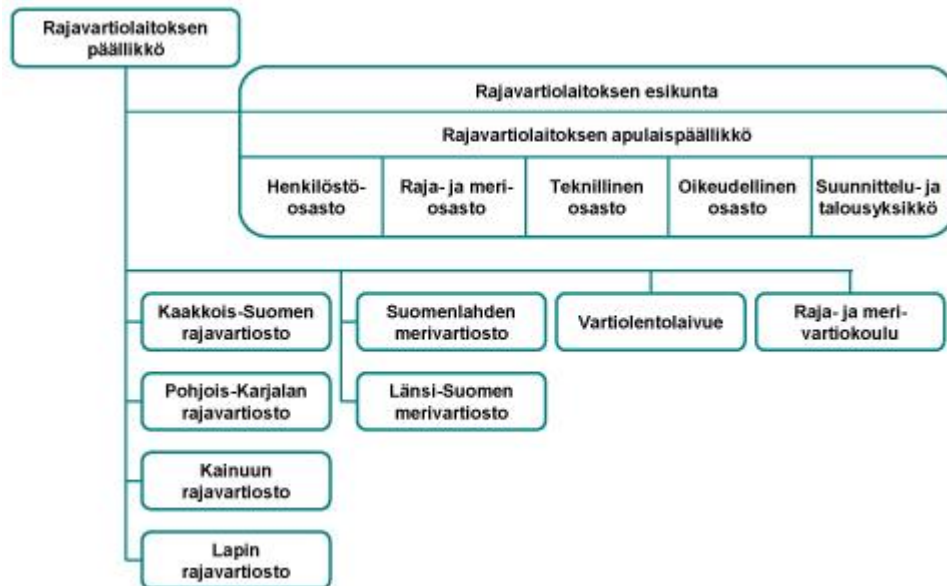 Rajavartiolaitoksen
päällikkö
Rajavartiolaitoksen esikunta
Rajavartiolaitoksen apulaispäällikkö
Henkilöstö-
osasto
Raja- ja meri-
osasto
Teknillinen
osasto
Oikeudellinen
osasto
Suunnittelu- ja
talousyksikkö
Kaakkois-Suomen
rajavartiosto
Suomenlahden
merivartiosto
Vartiolentolaivue
Raja- ja meri-
vartiokoulu
Pohjois-Karjalan
rajavartiosto
Länsi-Suomen
merivartiosto
Kainuun
rajavartiosto
Lapin
rajavartiosto